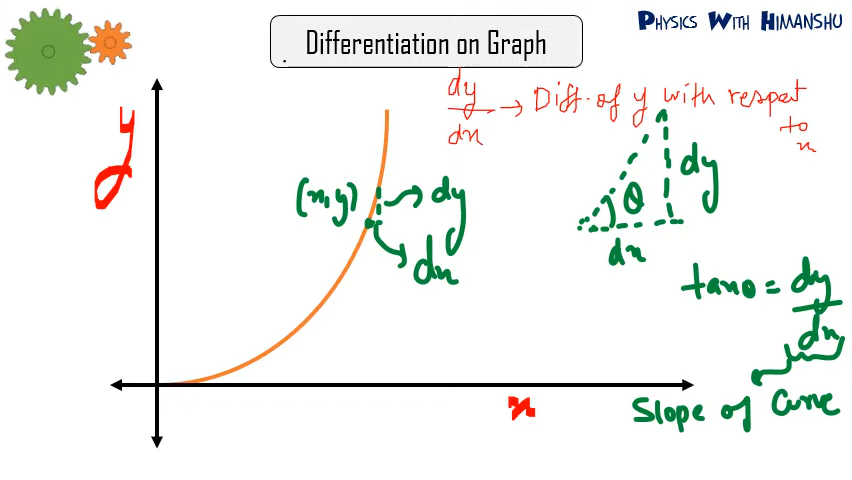 Physics With Himanshu
Differentiation on Graph
dy/dx → Diff. of y with respect
to
x
y
(x,y)
dy
dx
θ
dy
dx
tanθ = dy/dx
Slope of Curve
x